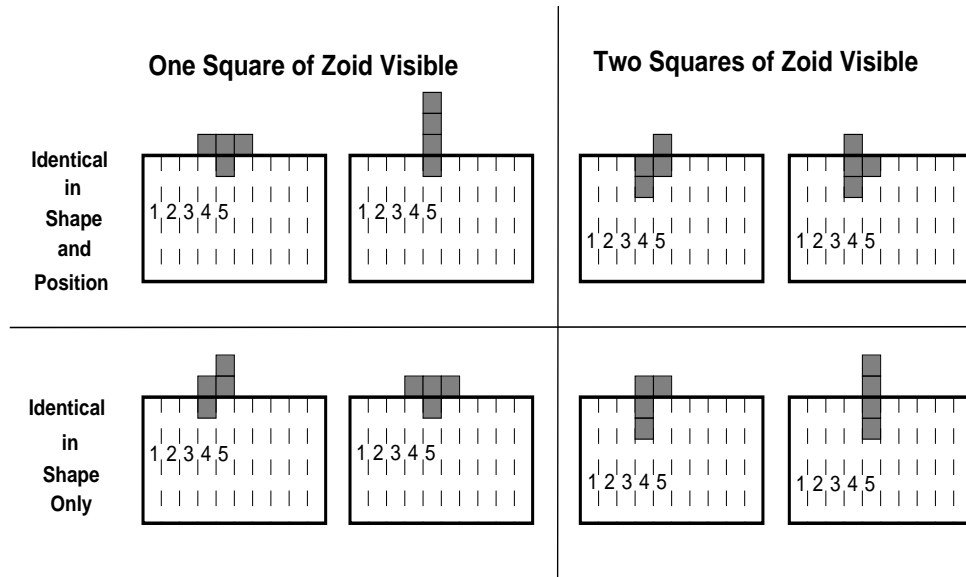 One Square of Zoid Visible
Two Squares of Zoid Visible
Identical
in
Shape
and
Position
1 2 3 4 5
1 2 3 4 5
1 2 3 4 5
1 2 3 4 5
Identical
in
Shape
Only
1 2 3 4 5
1 2 3 4 5
1 2 3 4 5
1 2 3 4 5